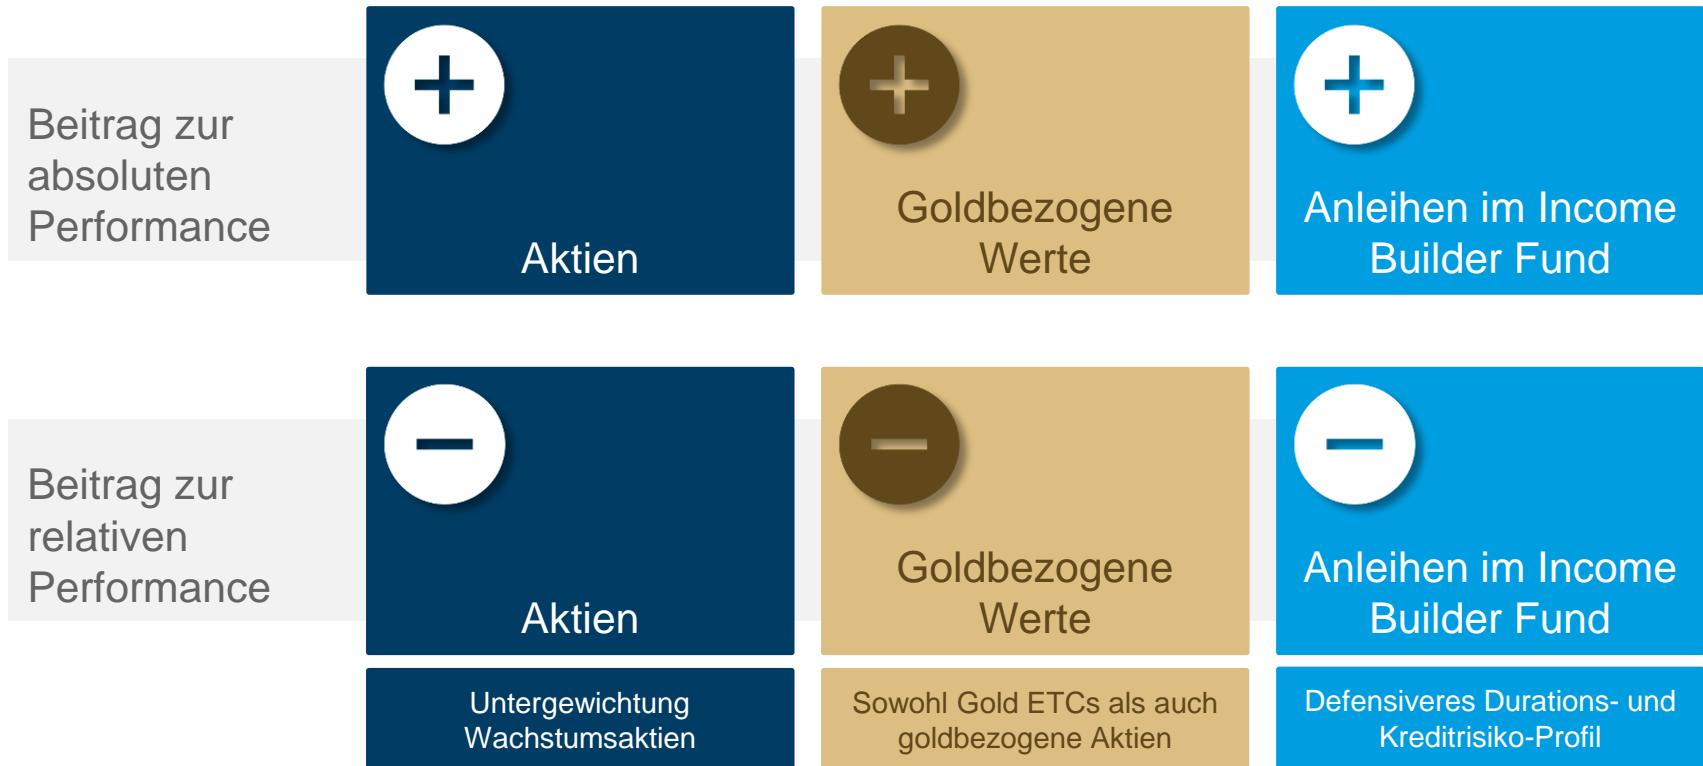 Beitrag zur
absoluten
Performance
Aktien
Goldbezogene
Werte
Anleihen im Income
Builder Fund
Beitrag zur
relativen
Performance
Aktien
Goldbezogene
Werte
Anleihen im Income
Builder Fund
Untergewichtung
Wachstumsaktien
Sowohl Gold ETCs als auch
goldbezogene Aktien
Defensiveres Durations- und
Kreditrisiko-Profil